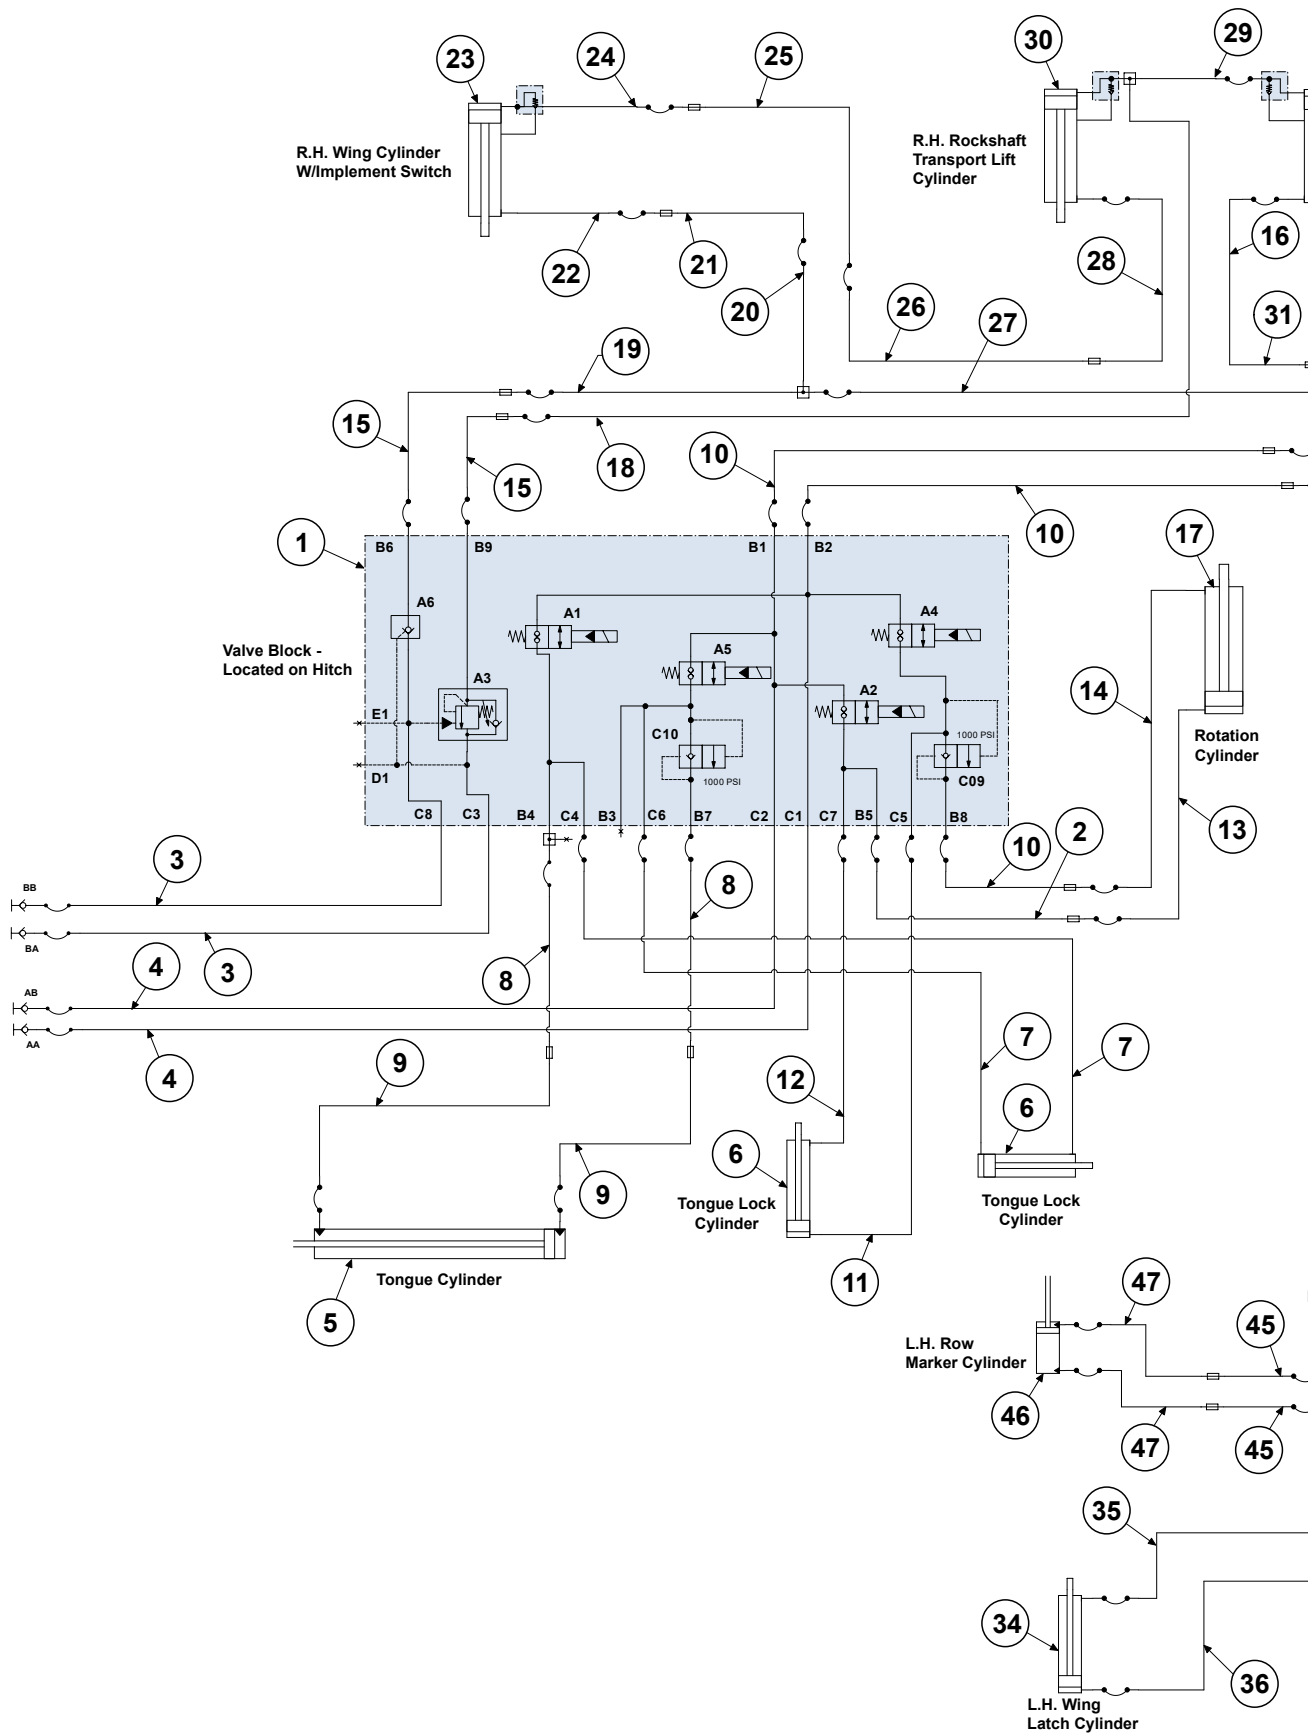 30
29
23
24
25
R.H. Wing Cylinder
W/Implement Switch
R.H. Rockshaft
Transport Lift
Cylinder
22
21
20
28
16
26
27
31
19
15
18
15
10
10
1
17
B6
B9
B1
B2
A6
A1
A4
Valve Block -
Located on Hitch
A3
A5
A2
14
E1
C10
1000 PSI
Rotation
Cylinder
D1
1000 PSI
C09
C8
C3
B4
C4
B3
C6
B7
C2
C1
C7
B5
C5
B8
13
3
10
2
BB
8
BA
3
4
8
AB
AA
4
7
7
9
12
6
6
9
Tongue Lock
Cylinder
Tongue Lock
Cylinder
Tongue Cylinder
11
5
47
L.H. Row
Marker Cylinder
45
46
47
45
35
34
36
L.H. Wing
Latch Cylinder